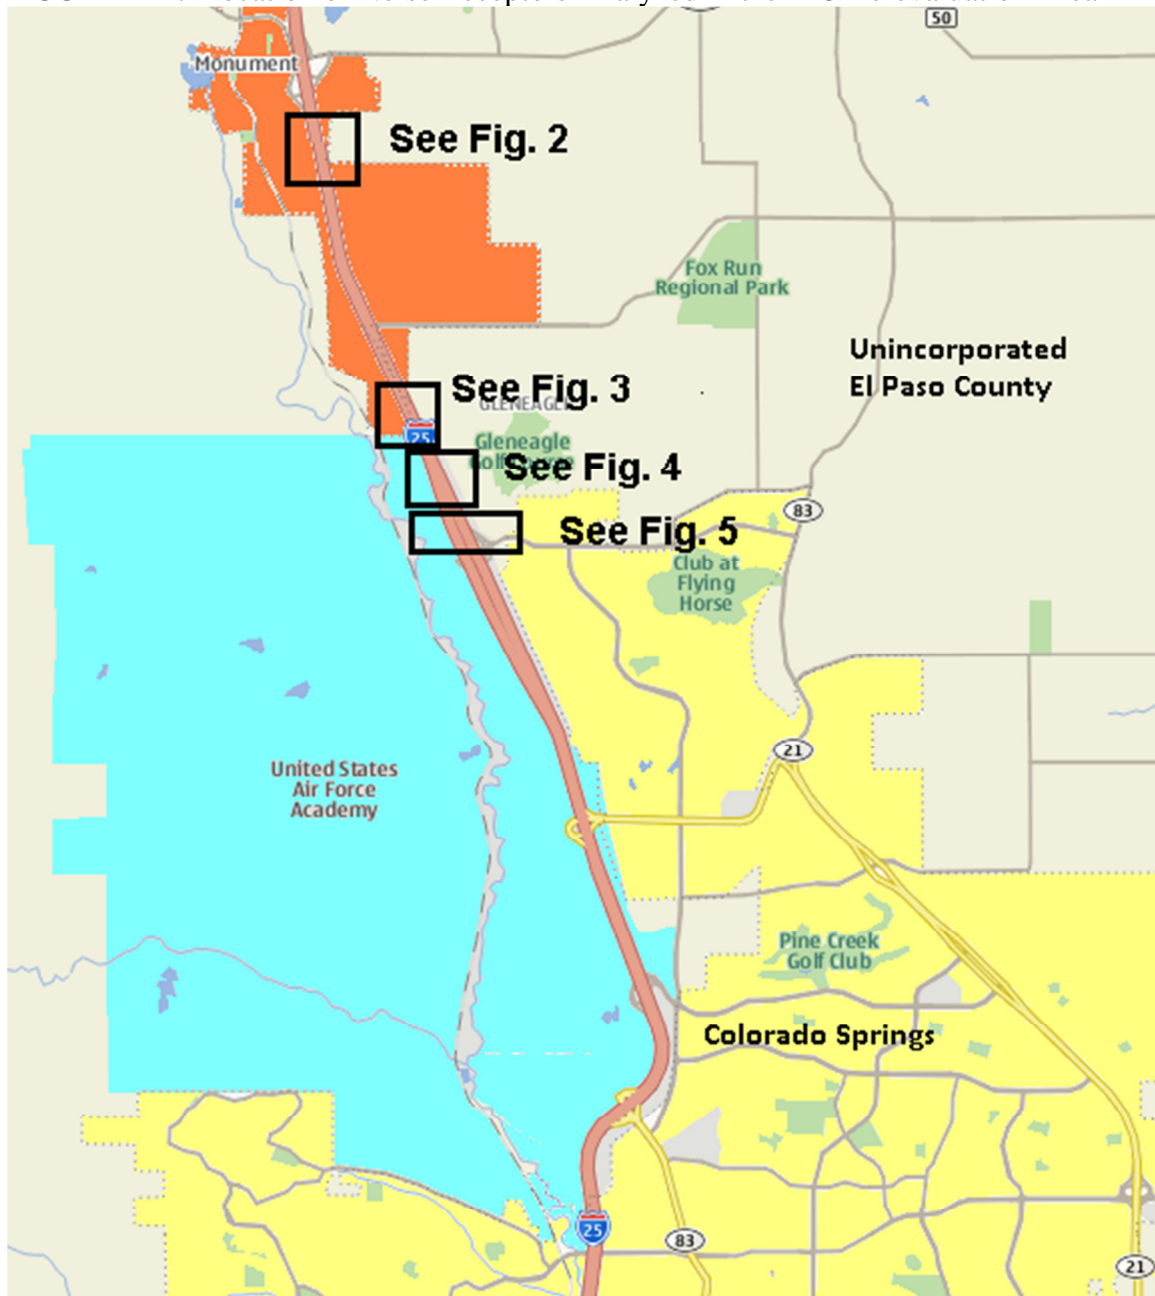 50
Monument
See Fig. 2
Fox Run
Regional Park
Unincorporated
El Paso County
See Fig. 3
GLENEAGLE
25
Gleneagle
See Fig. 4
83
See Fig. 5
Club at
Flying
Horse
21
United States
Air Force
Academy
Pine Creek
Golf Club
Colorado Springs
25
83
21